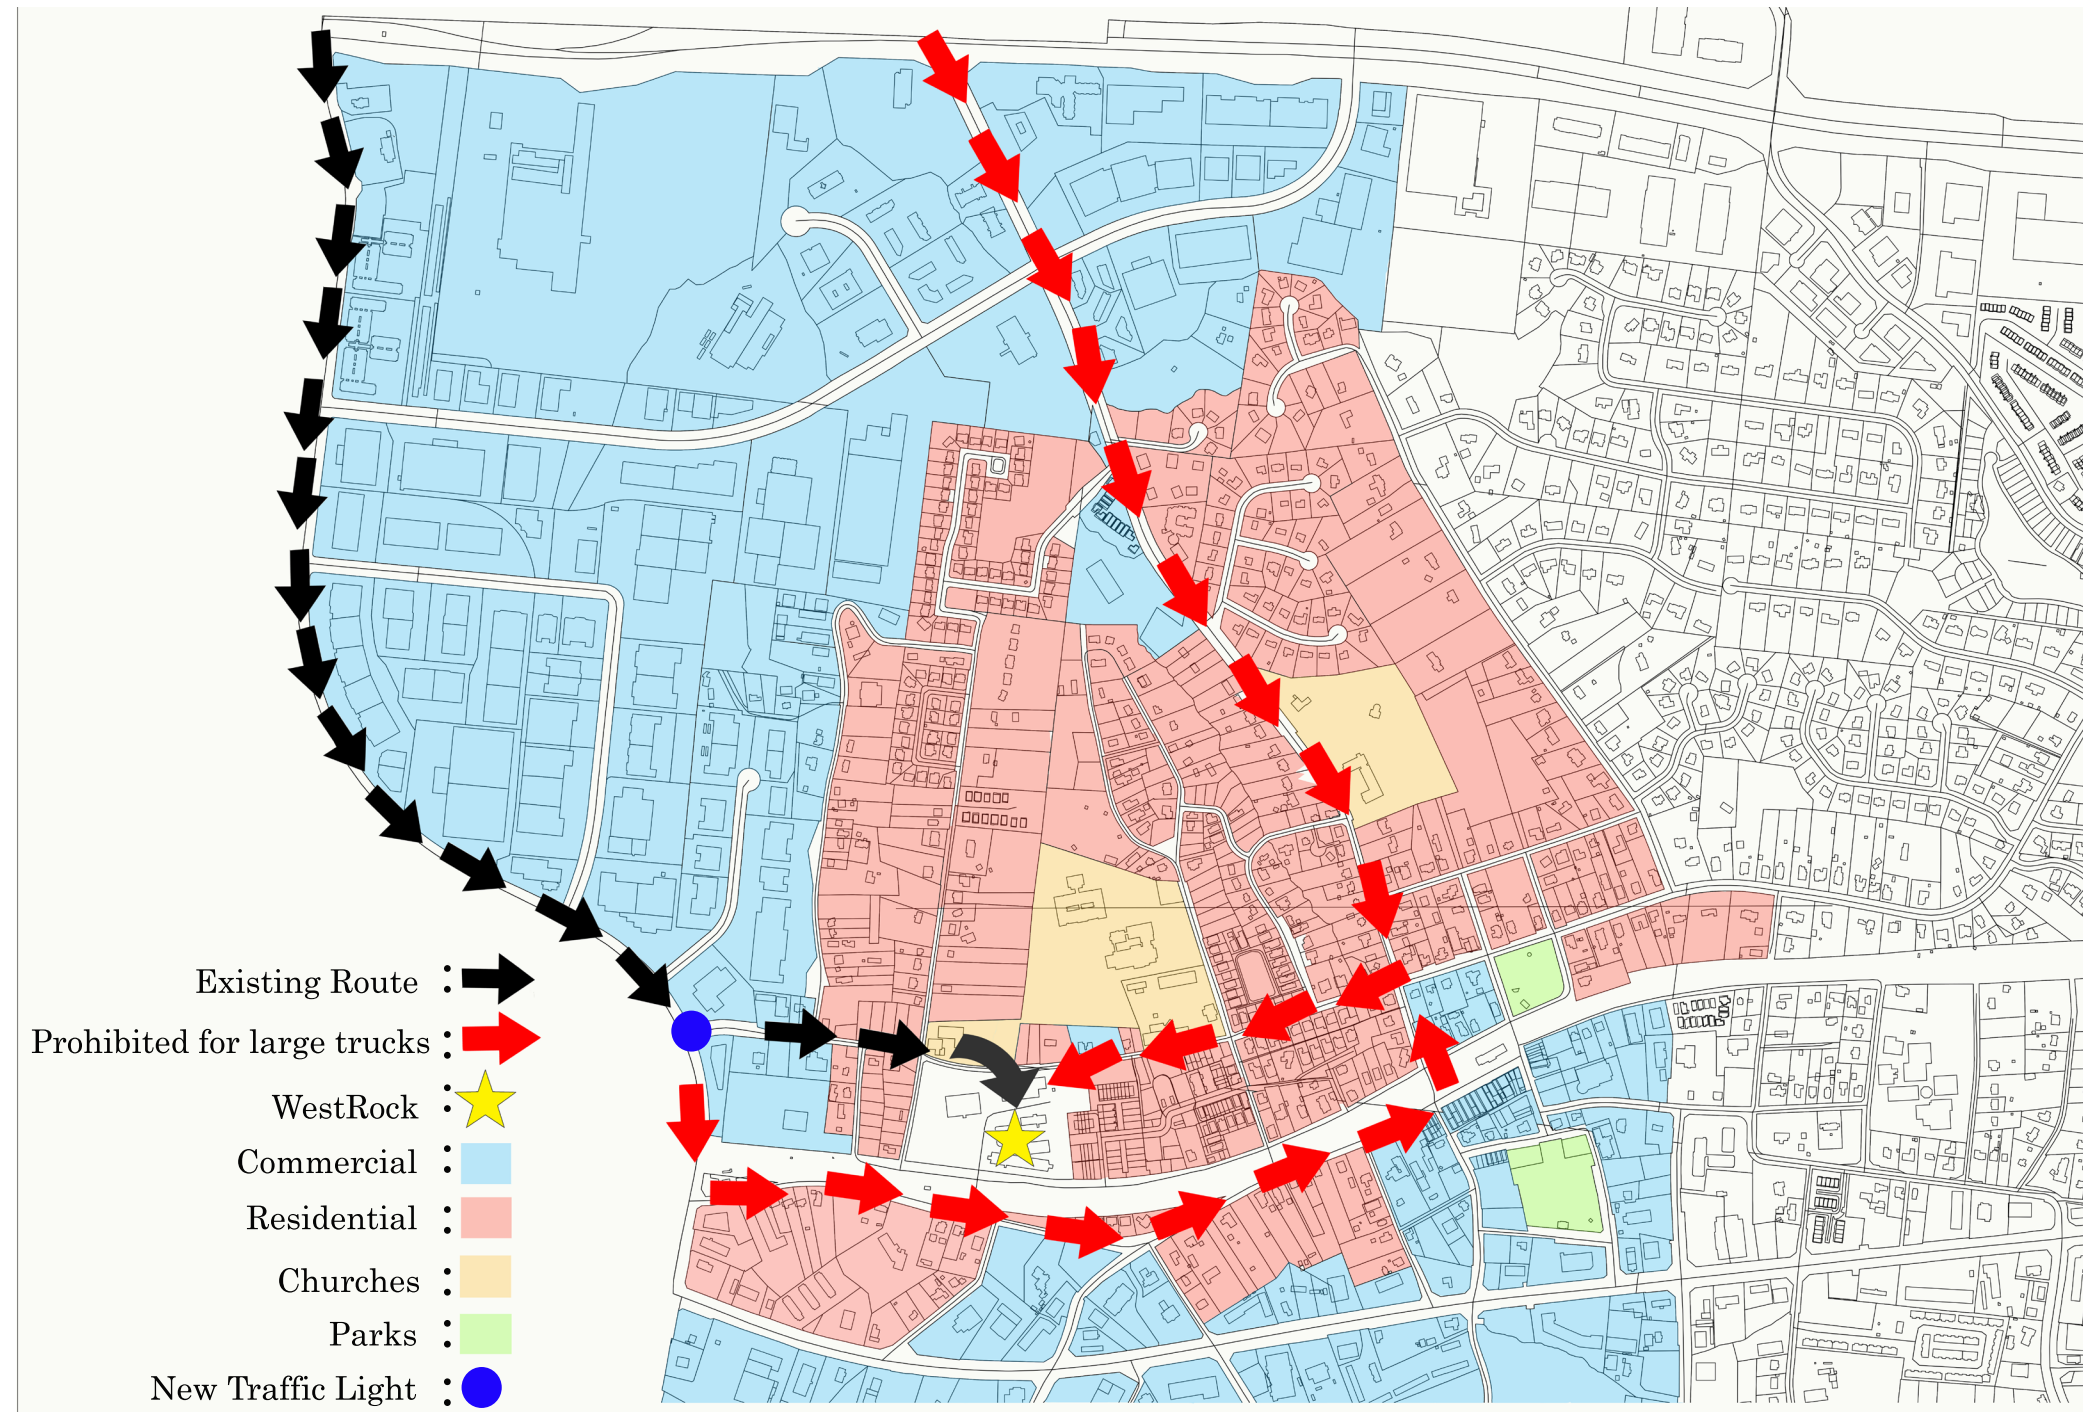 Existing Route :
Prohibited for large trucks :
WestRock :
Commercial :
Residential :
Churches :
Parks :
New Traffic Light :